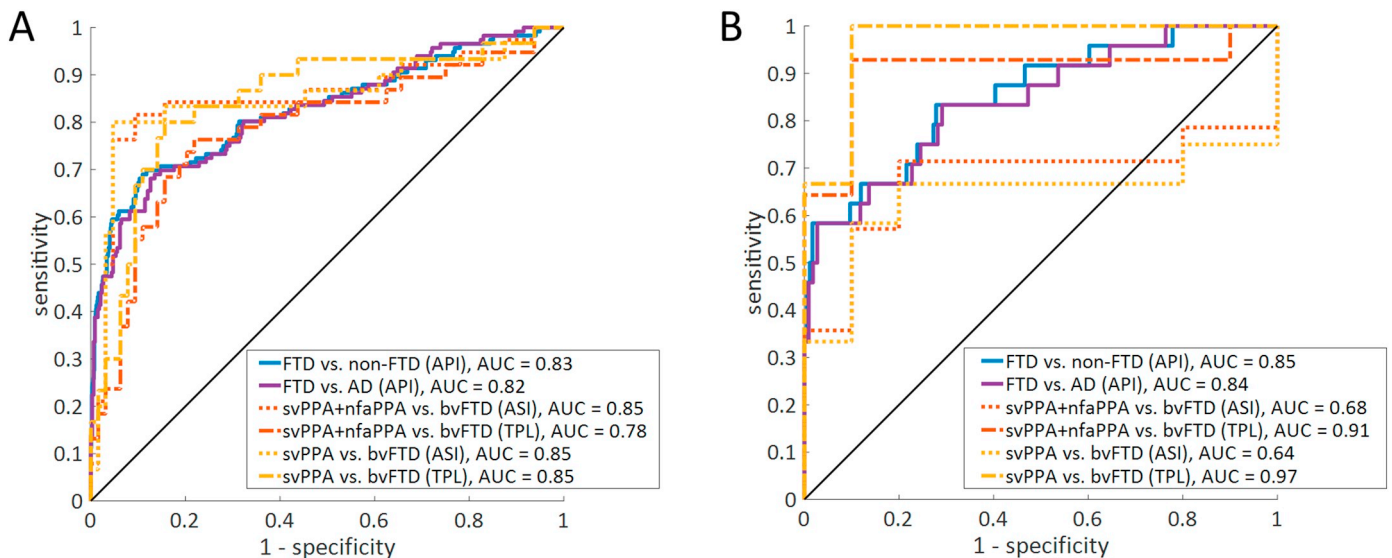 A
1
0.9
0.8
0.7
0.6
0.5
0.4
0.3
0.2
0.1
0
sensitivity
FTD vs. non-FTD (API), AUC = 0.83
FTD vs. AD (API), AUC = 0.82
svPPA+nfaPPA vs. bvFTD (ASI), AUC = 0.85
svPPA+nfaPPA vs. bvFTD (TPL), AUC = 0.78
svPPA vs. bvFTD (ASI), AUC = 0.85
svPPA vs. bvFTD (TPL), AUC = 0.85
0 0.2 0.4 0.6 0.8 1
1 - specificity
B
1
0.9
0.8
0.7
0.6
0.5
0.4
0.3
0.2
0.1
0
sensitivity
FTD vs. non-FTD (API), AUC = 0.85
FTD vs. AD (API), AUC = 0.84
svPPA+nfaPPA vs. bvFTD (ASI), AUC = 0.68
svPPA+nfaPPA vs. bvFTD (TPL), AUC = 0.91
svPPA vs. bvFTD (ASI), AUC = 0.64
svPPA vs. bvFTD (TPL), AUC = 0.97
0 0.2 0.4 0.6 0.8 1
1 - specificity